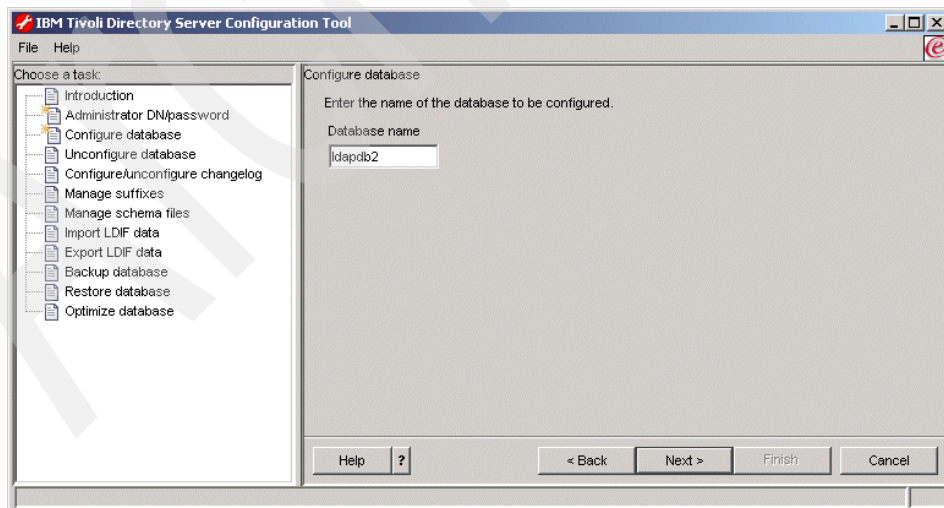 IBM Tivoli Directory Server Configuration Tool
File Help
Choose a task:
Introduction
Administrator DN/password
Configure database
Unconfigure database
Configure/unconfigure changelog
Manage suffixes
Manage schema files
Import LDIF data
Export LDIF data
Backup database
Restore database
Optimize database
Configure database
Enter the name of the database to be configured.
Database name
ldapdb2
Help ? < Back Next > Finish Cancel